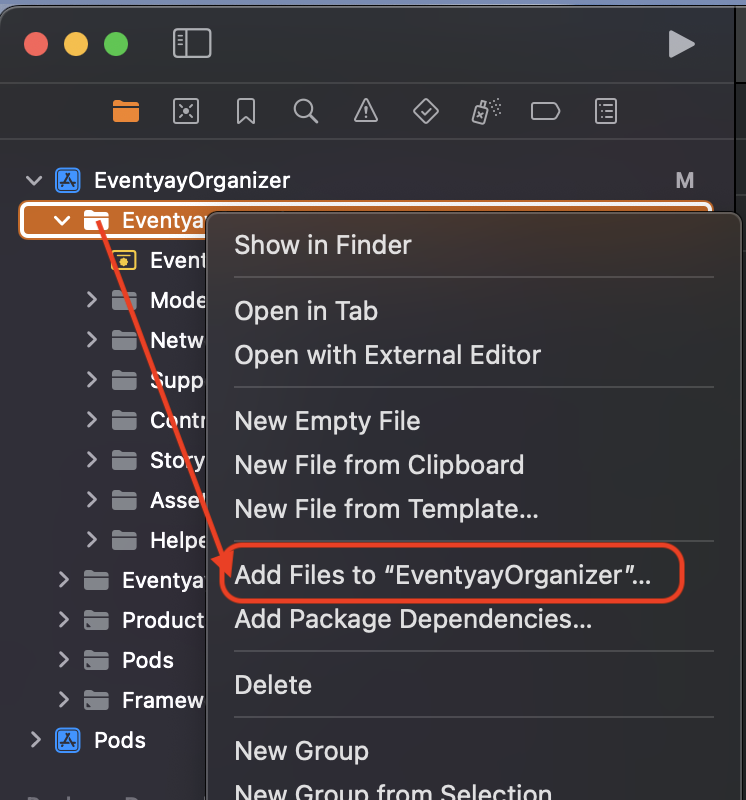 EventyayOrganizer
M
Eventya
Show in Finder
Event
Open in Tab
Mode
Netw
Open with External Editor
Supp
Contr
New Empty File
Story
New File from Clipboard
Asse
New File from Template...
Helpe
Eventya
Add Files to “EventyayOrganizer”...
Product
Add Package Dependencies...
Pods
Delete
Framew
Pods
New Group
New Group from Selection